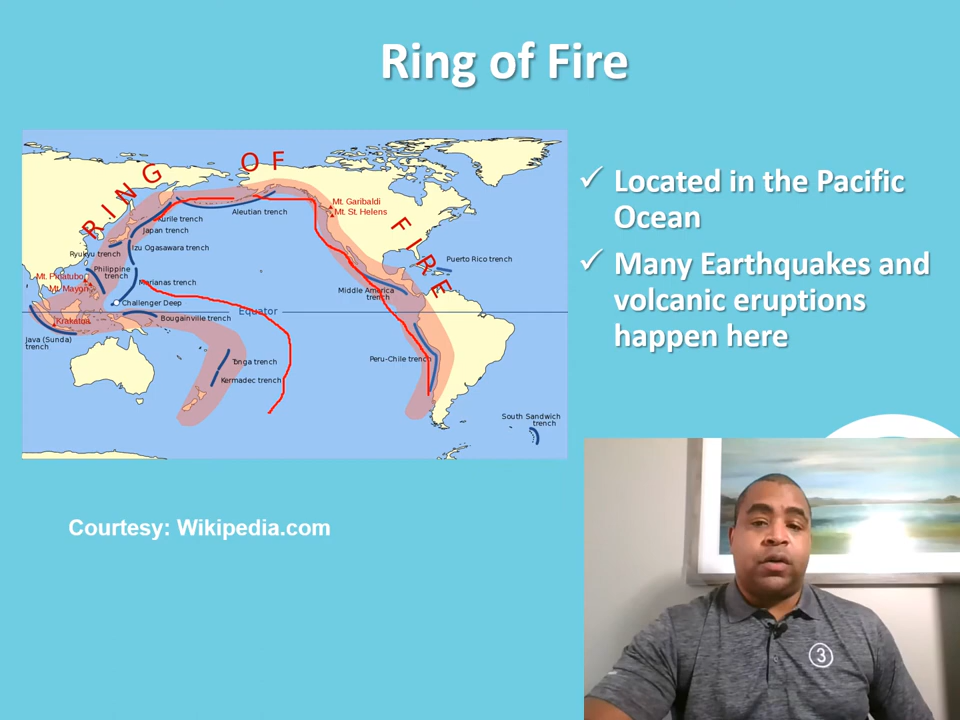 Ring of Fire
RING OF FIRE
Mt. Garibaldi
Mt. St. Helens
Aleutian trench
Kurile trench
Japan trench
Izu Ogasawara trench
Ryukyu trench
Puerto Rico trench
Philippine
trench
Mt. Pinatubo
Mt. Mayon
Marianas trench
Middle America
trench
Challenger Deep
Equator
Krakatoa
Bougainville trench
Java (Sunda)
trench
Tonga trench
Peru-Chile trench
Kermadec trench
South Sandwich
trench
✓ Located in the Pacific
Ocean
✓ Many Earthquakes and
volcanic eruptions
happen here
Courtesy: Wikipedia.com
3